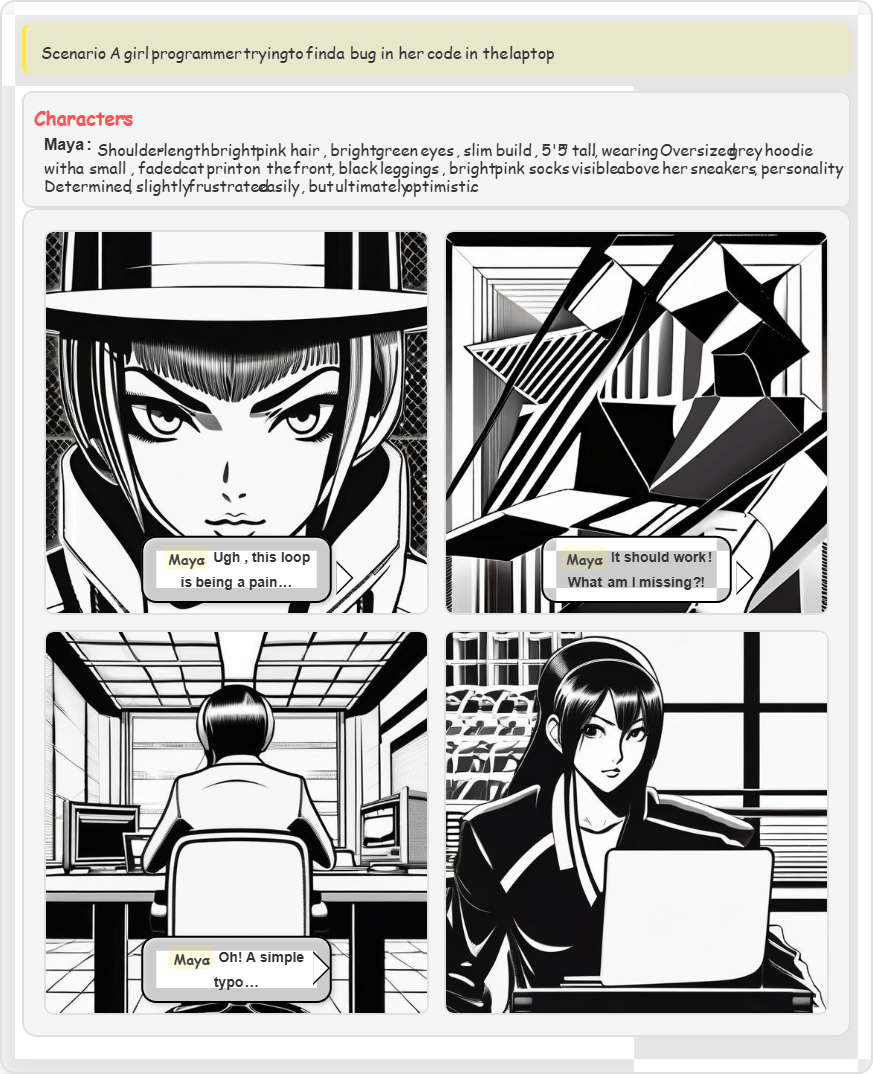 Scenario A girl programmer trying to find a bug in her code in the laptop
Characters
Maya : Shoulder-length bright pink hair , bright green eyes , slim build , 5'5" tall, wearing Oversized grey hoodie
with a small , faded cat print on the front, black leggings , bright pink socks visible above her sneakers, personality
Determined, slightly frustrated easily , but ultimately optimistic
Maya Ugh , this loop
is being a pain...
Maya It should work!
What am I missing?!
Maya Oh! A simple
typo...